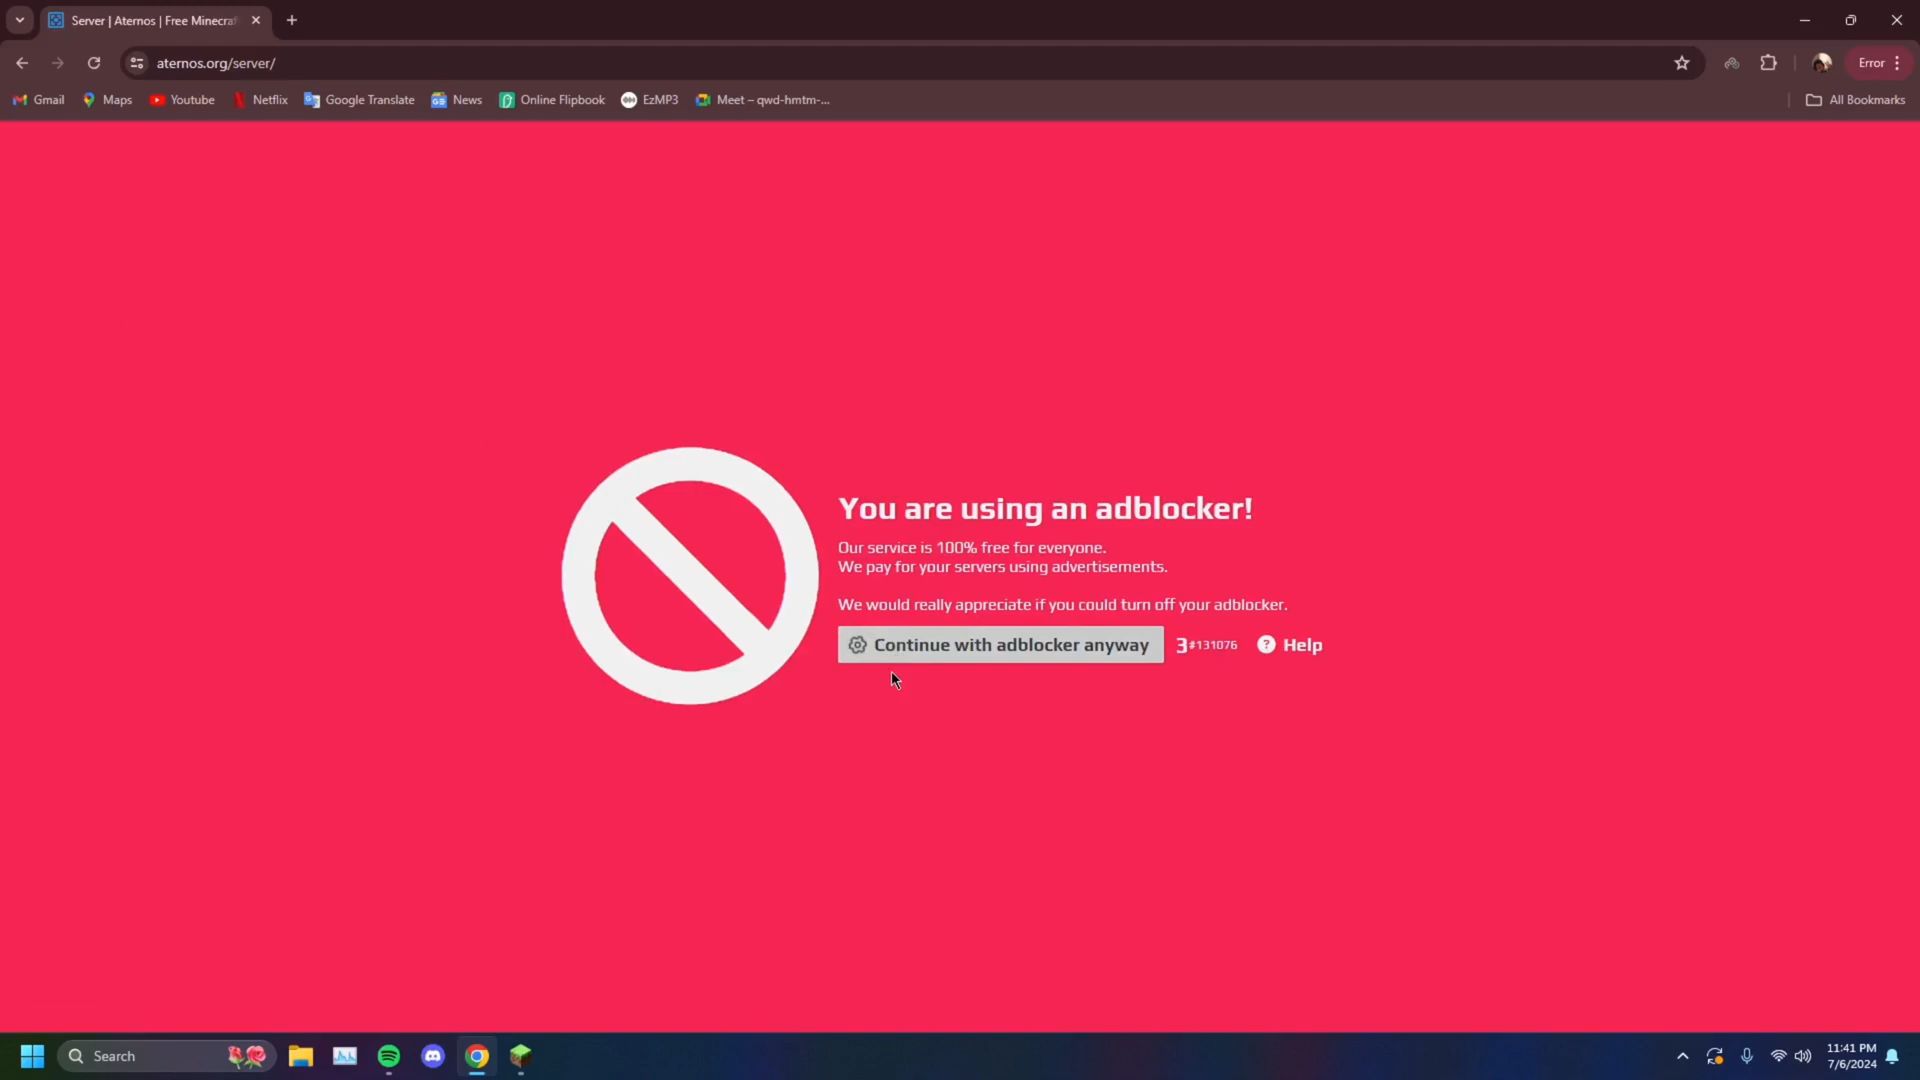 Server | Aternos | Free Minecraf
aternos.org/server/
Error
Gmail
Maps
Youtube
Netflix
Google Translate
News
Online Flipbook
EzMP3
Meet – qwd-hmtm-...
All Bookmarks
You are using an adblocker!
Our service is 100% free for everyone.
We pay for your servers using advertisements.
We would really appreciate if you could turn off your adblocker.
Continue with adblocker anyway
3#131076
? Help
Search
11:41 PM
7/6/2024